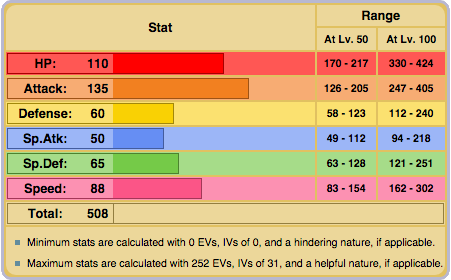 Stat Range
At Lv. 50 At Lv. 100
HP: 110 170 - 217 330 - 424
Attack: 135 126 - 205 247 - 405
Defense: 60 58 - 123 112 - 240
Sp.Atk: 50 49 - 112 94 - 218
Sp.Def: 65 63 - 128 121 - 251
Speed: 88 83 - 154 162 - 302
Total: 508
Minimum stats are calculated with 0 EVs, IVs of 0, and a hindering nature, if applicable.
Maximum stats are calculated with 252 EVs, IVs of 31, and a helpful nature, if applicable.